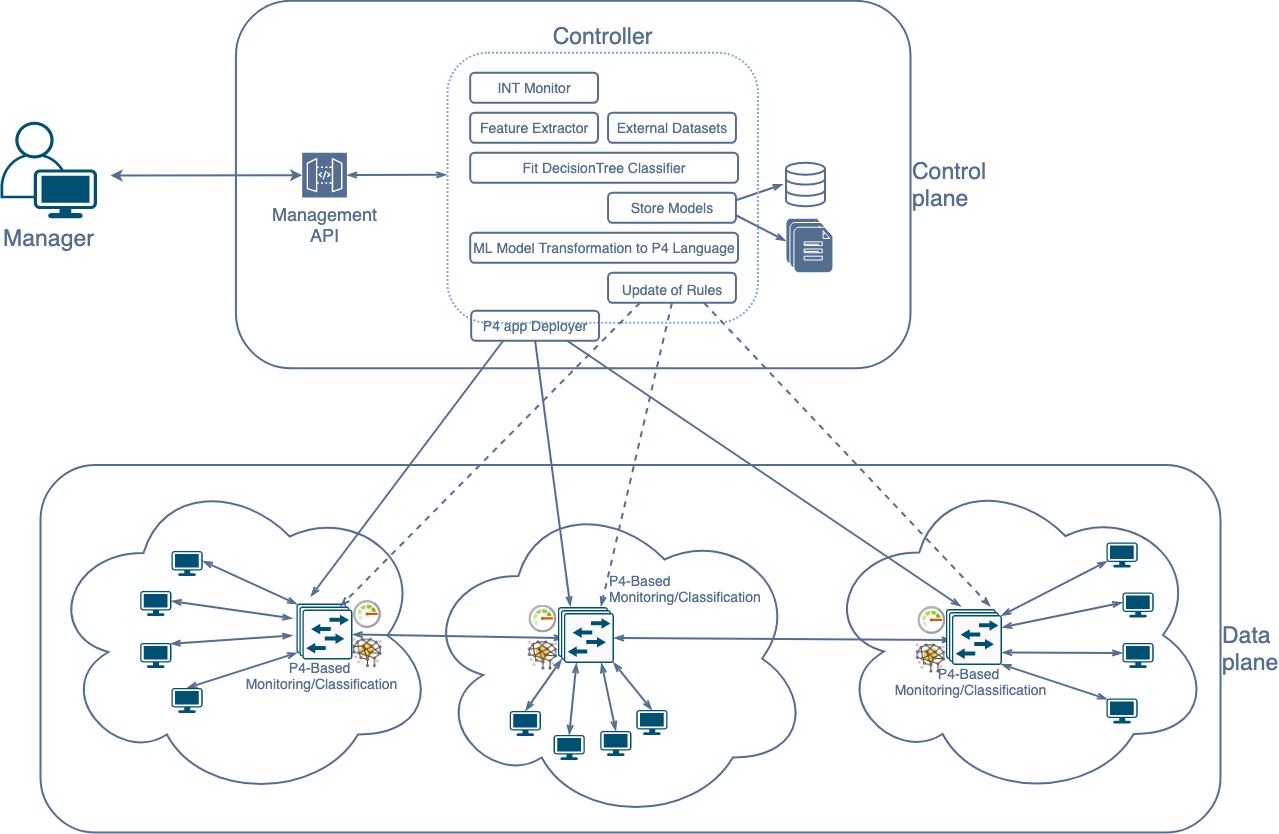 Controller
INT Monitor
Feature Extractor
External Datasets
Fit DecisionTree Classifier
Store Models
ML Model Transformation to P4 Language
Update of Rules
P4 app Deployer
Management
API
Manager
Control
plane
P4-Based
Monitoring/Classification
P4-Based
Monitoring/Classification
P4-Based
Monitoring/Classification
Data
plane